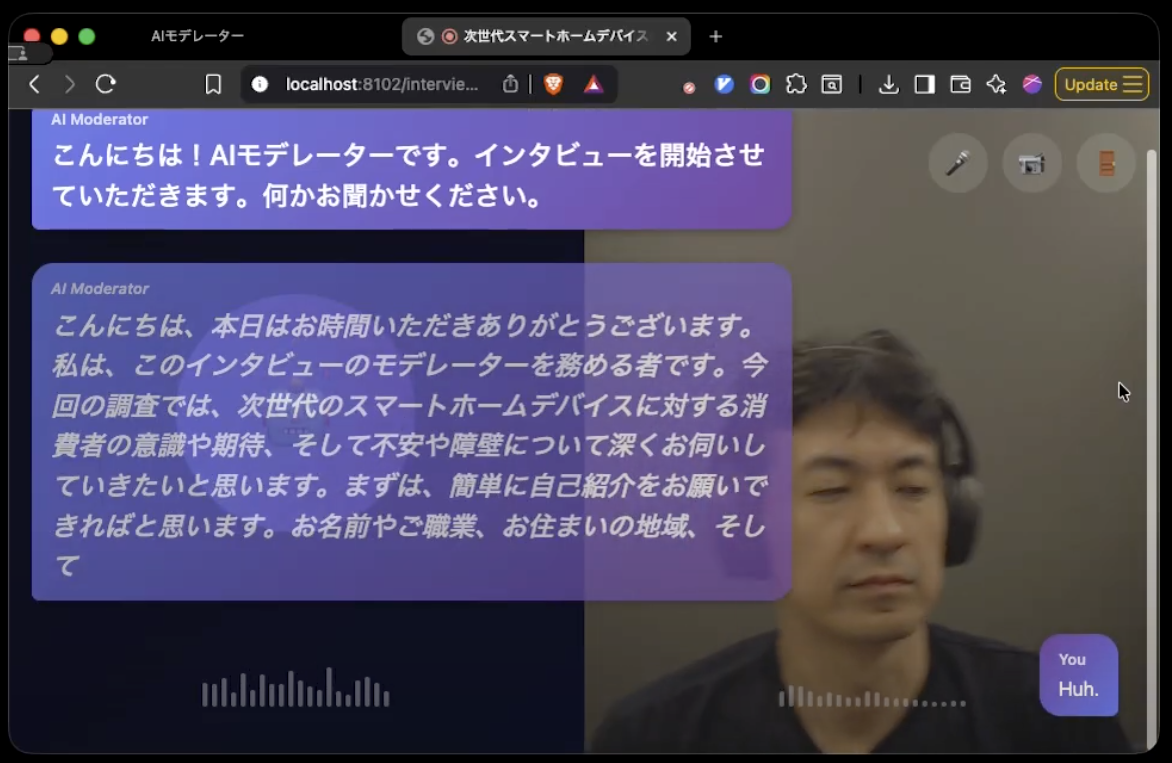 AIモデレーター
次世代スマートホームデバイス
localhost:8102/intervie...
Update
AI Moderator
こんにちは！AIモデレーターです。インタビューを開始させ
ていただきます。何かお聞かせください。
AI Moderator
こんにちは、本日はお時間いただきありがとうございます。
私は、このインタビューのモデレーターを務める者です。今
回の調査では、次世代のスマートホームデバイスに対する消
費者の意識や期待、そして不安や障壁について深くお伺いし
ていきたいと思います。まずは、簡単に自己紹介をお願いで
きればと思います。お名前やご職業、お住まいの地域、そし
て
You
Huh.